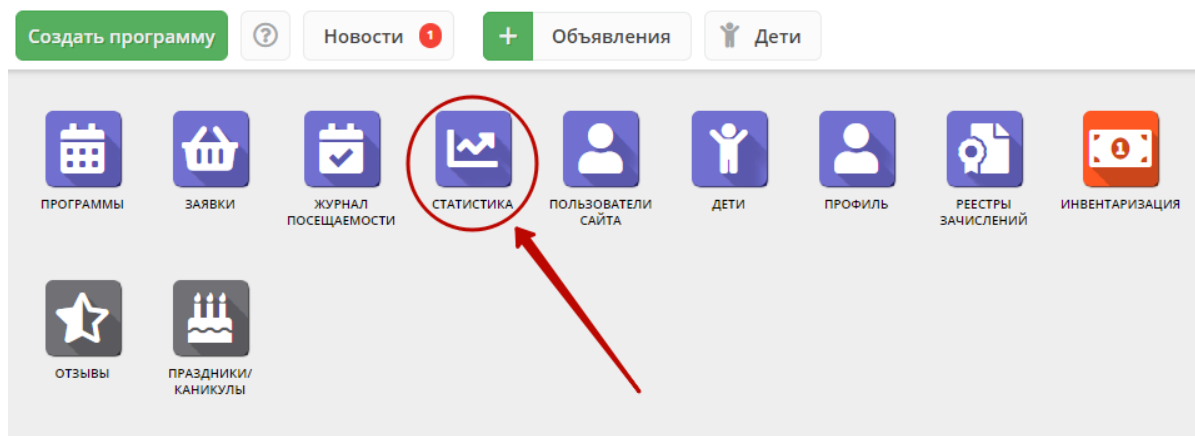 Создать программу
?
Новости 1
+ Объявления
Дети
ПРОГРАММЫ
ЗАЯВКИ
ЖУРНАЛ
ПОСЕЩАЕМОСТИ
СТАТИСТИКА
ПОЛЬЗОВАТЕЛИ
САЙТА
ДЕТИ
ПРОФИЛЬ
РЕЕСТРЫ
ЗАЧИСЛЕНИЙ
1
ИНВЕНТАРИЗАЦИЯ
ОТЗЫВЫ
ПРАЗДНИКИ/
КАНИКУЛЫ